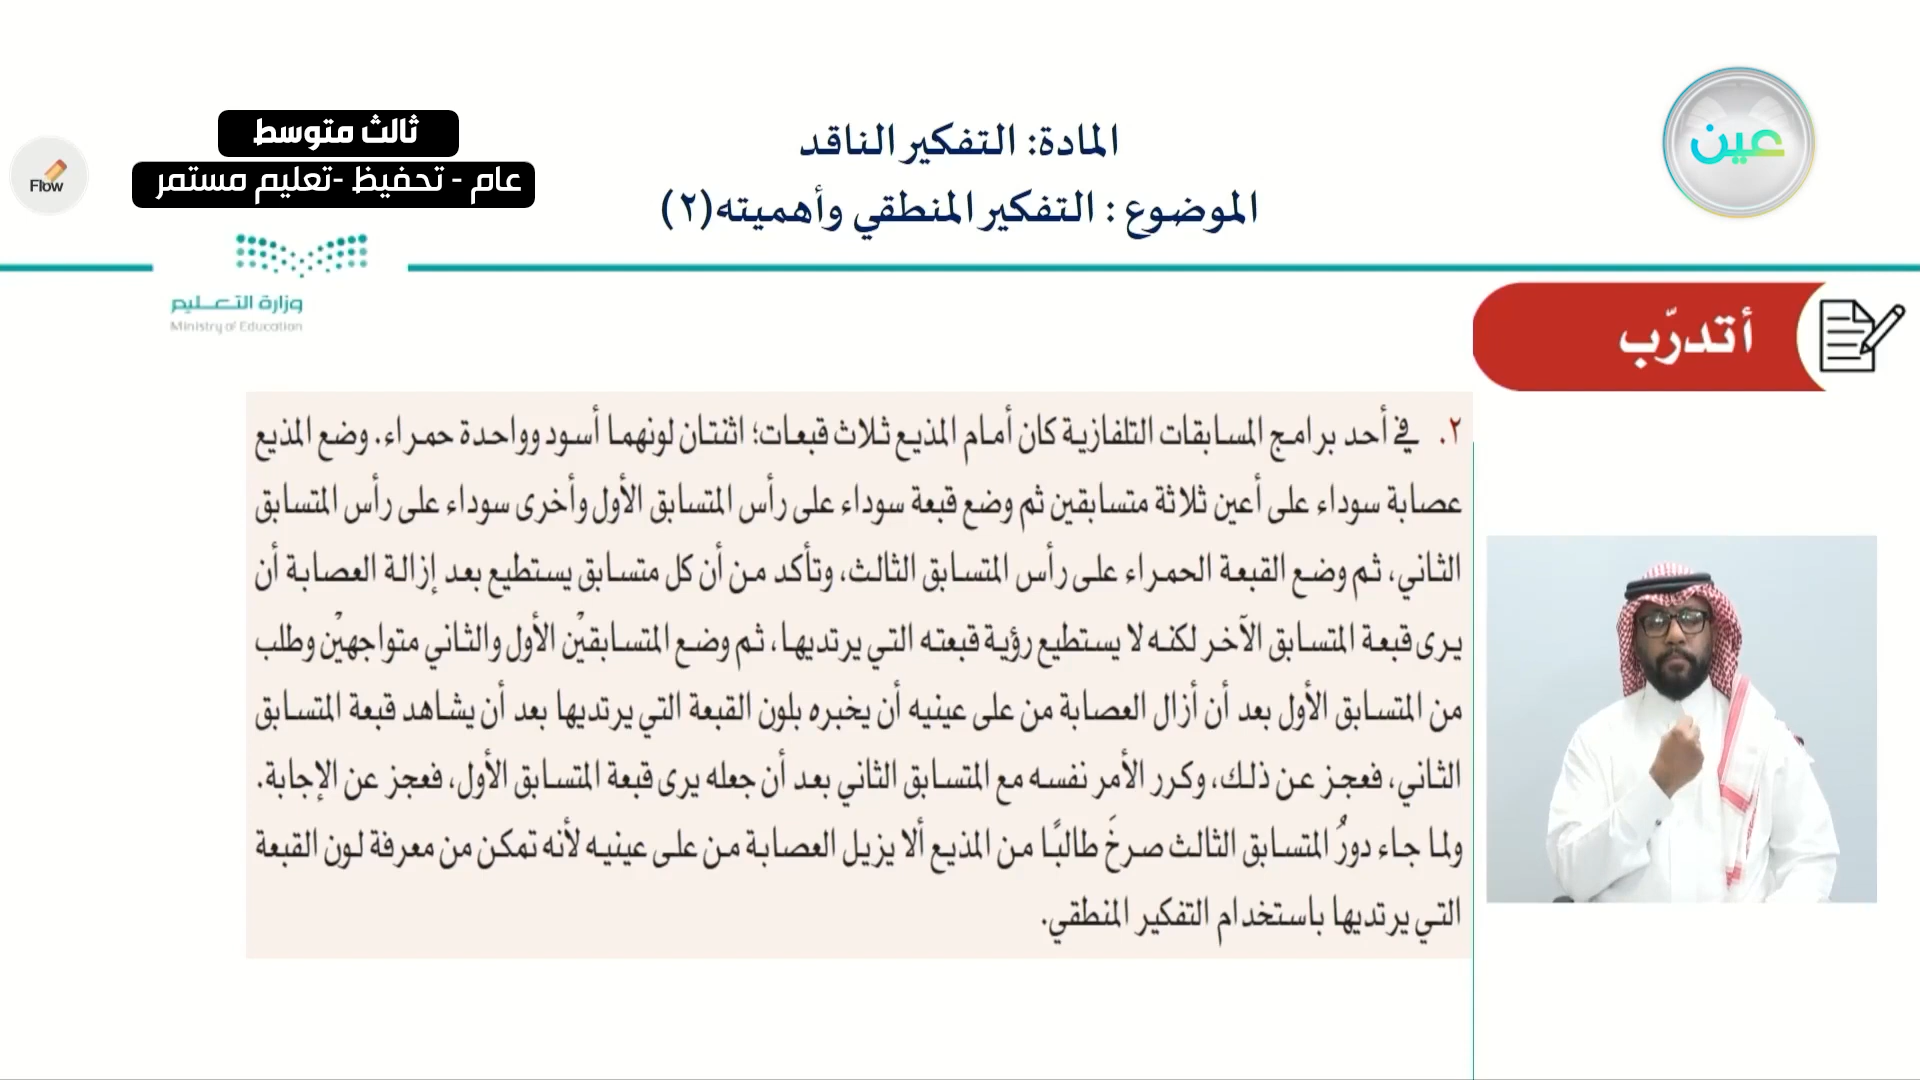 المادة: التفكير الناقد
الموضوع : التفكير المنطقي وأهميته(٢)
عين
ثالث متوسط
عام - تحفيظ -تعليم مستمر
Flow
وزارة التعليم
Ministry of Education
أتدرّب
٢. في أحد برامج المسابقات التلفازية كان أمام المذيع ثلاث قبعات؛ اثنتان لونهما أسود وواحدة حمراء. وضع المذيع
عصابة سوداء على أعين ثلاثة متسابقين ثم وضع قبعة سوداء على رأس المتسابق الأول وأخرى سوداء على رأس المتسابق
الثاني، ثم وضع القبعة الحمراء على رأس المتسابق الثالث، وتأكد من أن كل متسابق يستطيع بعد إزالة العصابة أن
يرى قبعة المتسابق الآخر لكنه لا يستطيع رؤية قبعته التي يرتديها، ثم وضع المتسابقيْن الأول والثاني متواجهيْن وطلب
من المتسابق الأول بعد أن أزال العصابة من على عينيه أن يخبره بلون القبعة التي يرتديها بعد أن يشاهد قبعة المتسابق
الثاني، فعجز عن ذلك، وكرر الأمر نفسه مع المتسابق الثاني بعد أن جعله يرى قبعة المتسابق الأول، فعجز عن الإجابة.
ولما جاء دورُ المتسابق الثالث صرخَ طالبًا من المذيع ألا يزيل العصابة من على عينيه لأنه تمكن من معرفة لون القبعة
التي يرتديها باستخدام التفكير المنطقي.